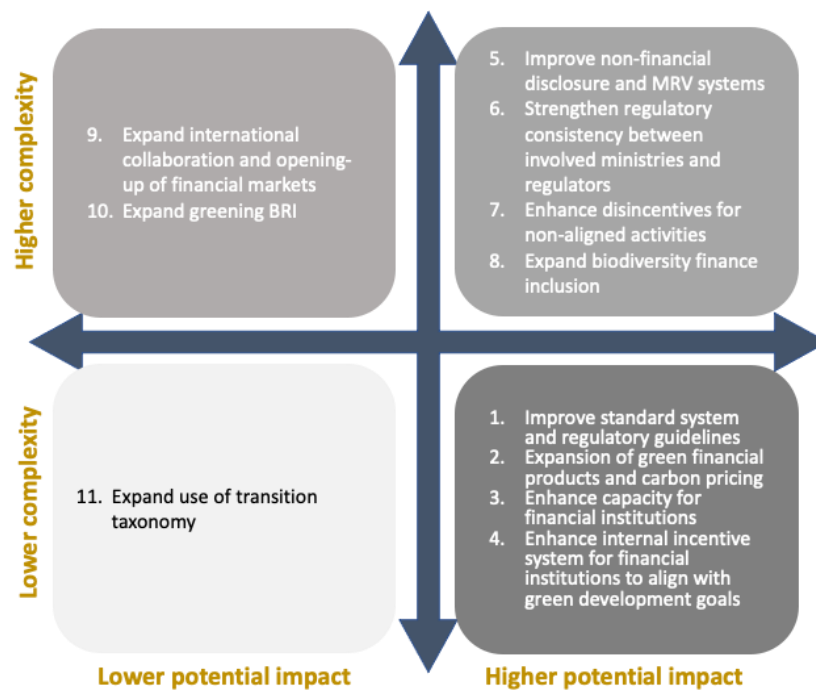 Higher complexity
9. Expand international
collaboration and opening-
up of financial markets
10. Expand greening BRI
5. Improve non-financial
disclosure and MRV systems
6. Strengthen regulatory
consistency between
involved ministries and
regulators
7. Enhance disincentives for
non-aligned activities
8. Expand biodiversity finance
inclusion
Lower complexity
11. Expand use of transition
taxonomy
1. Improve standard system
and regulatory guidelines
2. Expansion of green financial
products and carbon pricing
3. Enhance capacity for
financial institutions
4. Enhance internal incentive
system for financial
institutions to align with
green development goals
Lower potential impact
Higher potential impact